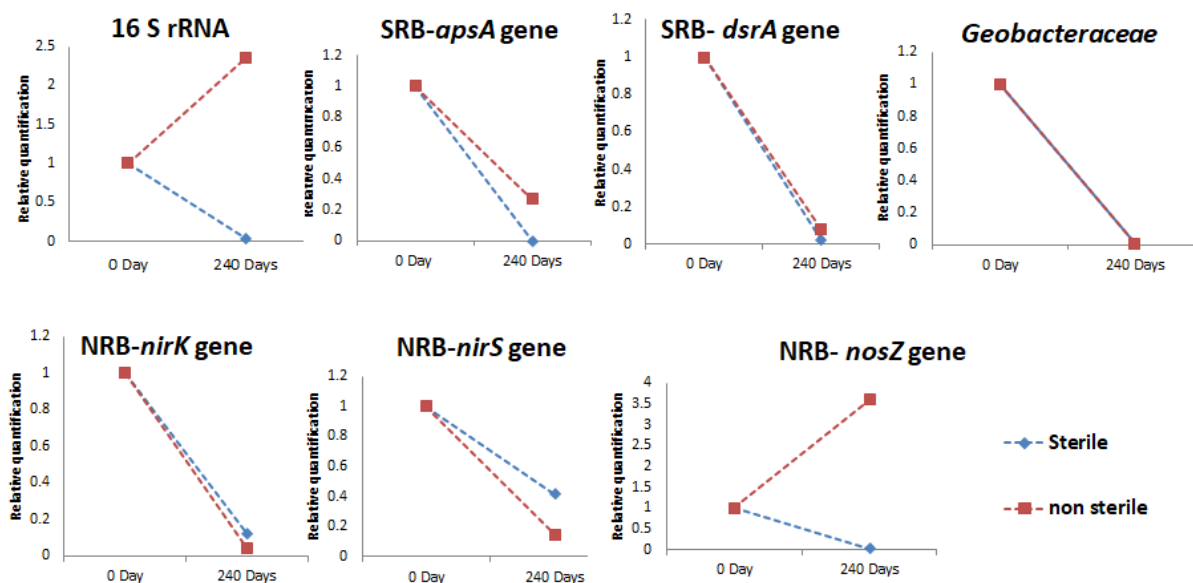 16 S rRNA
Relative quantification
2.5
2
1.5
1
0.5
0
0 Day
240 Days
SRB-apsA gene
Relative quantification
1.2
1
0.8
0.6
0.4
0.2
0
0 Day
240 Days
SRB- dsrA gene
Relative quantification
1.2
1
0.8
0.6
0.4
0.2
0
0 Day
240 Days
Geobacteraceae
Relative quantification
1.2
1
0.8
0.6
0.4
0.2
0
0 Day
240 Days
NRB-nirK gene
Relative quantification
1.2
1
0.8
0.6
0.4
0.2
0
0 Day
240 Days
NRB-nirS gene
Relative quantification
1.2
1
0.8
0.6
0.4
0.2
0
0 Day
240 Days
NRB- nosZ gene
Relative quantification
4
3.5
3
2.5
2
1.5
1
0.5
0
0 Day
240 Days
Sterile
non sterile